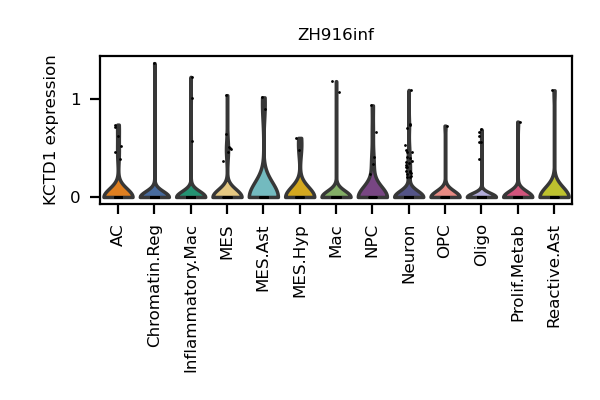 ZH916inf
KCTD1 expression
1
0
AC
Chromatin.Reg
Inflammatory.Mac
MES
MES.Ast
MES.Hyp
Mac
NPC
Neuron
OPC
Oligo
Prolif.Metab
Reactive.Ast